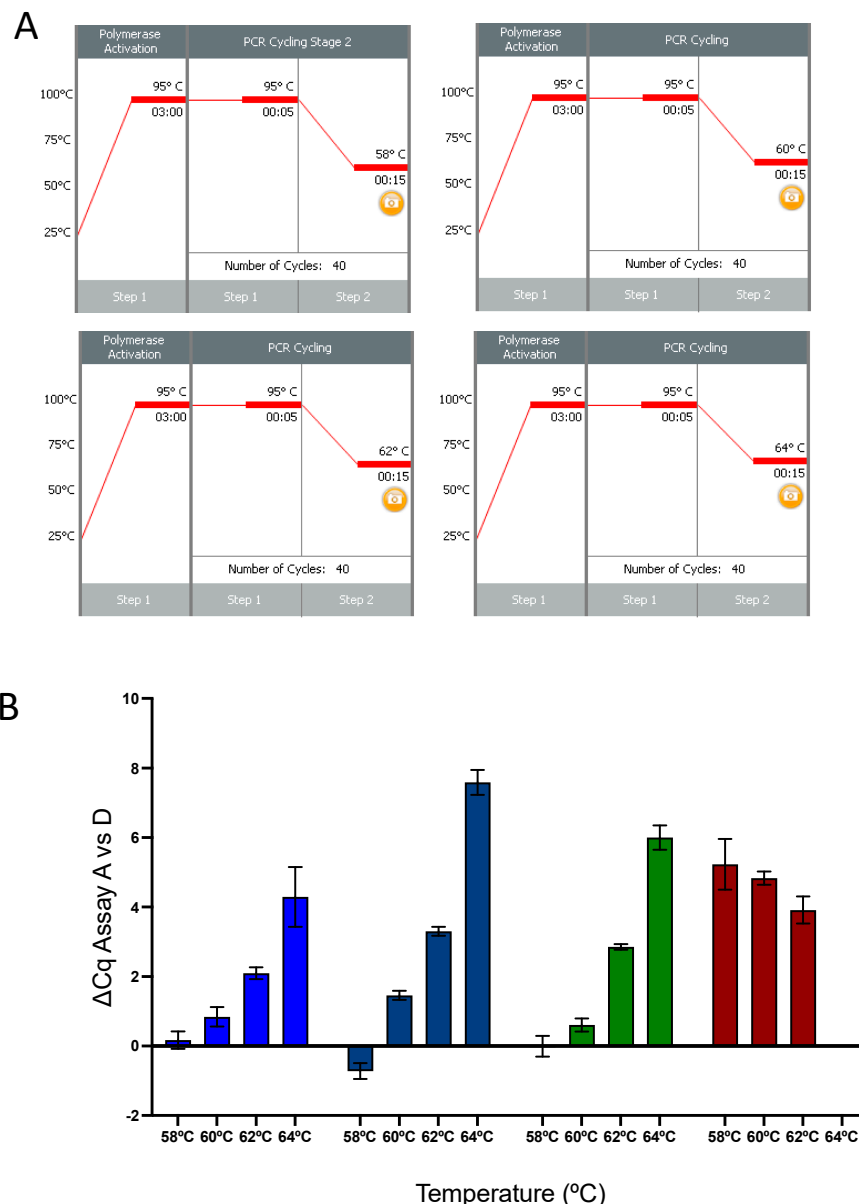 A
Polymerase
Activation
PCR Cycling Stage 2
100°C
75°C
50°C
25°C
95° C
03:00
95° C
00:05
58° C
00:15
Number of Cycles: 40
Step 1
Step 1
Step 2
Polymerase
Activation
PCR Cycling
100°C
75°C
50°C
25°C
95° C
03:00
95° C
00:05
60° C
00:15
Number of Cycles: 40
Step 1
Step 1
Step 2
Polymerase
Activation
PCR Cycling
100°C
75°C
50°C
25°C
95° C
03:00
95° C
00:05
62° C
00:15
Number of Cycles: 40
Step 1
Step 1
Step 2
Polymerase
Activation
PCR Cycling
100°C
75°C
50°C
25°C
95° C
03:00
95° C
00:05
64° C
00:15
Number of Cycles: 40
Step 1
Step 1
Step 2
B
ΔCq Assay A vs D
10
8
6
4
2
0
-2
58ºC 60ºC 62ºC 64ºC 58ºC 60ºC 62ºC 64ºC 58ºC 60ºC 62ºC 64ºC 58ºC 60ºC 62ºC 64ºC
Temperature (ºC)